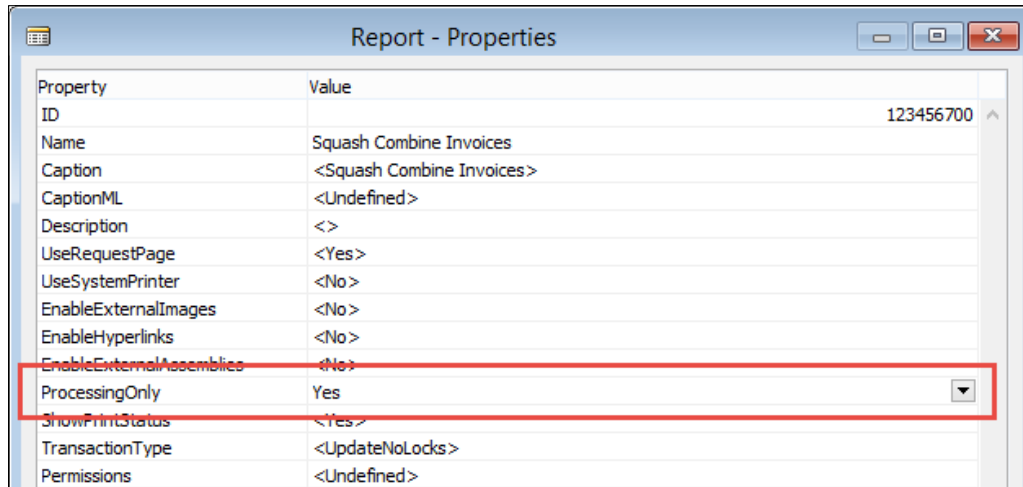 Report - Properties
Property Value
ID 123456700
Name Squash Combine Invoices
Caption <Squash Combine Invoices>
CaptionML <Undefined>
Description <>
UseRequestPage <Yes>
UseSystemPrinter <No>
EnableExternalImages <No>
EnableHyperlinks <No>
EnableExternalAssemblies <No>
ProcessingOnly Yes
ShowPrintStatus <Yes>
TransactionType <UpdateNoLocks>
Permissions <Undefined>